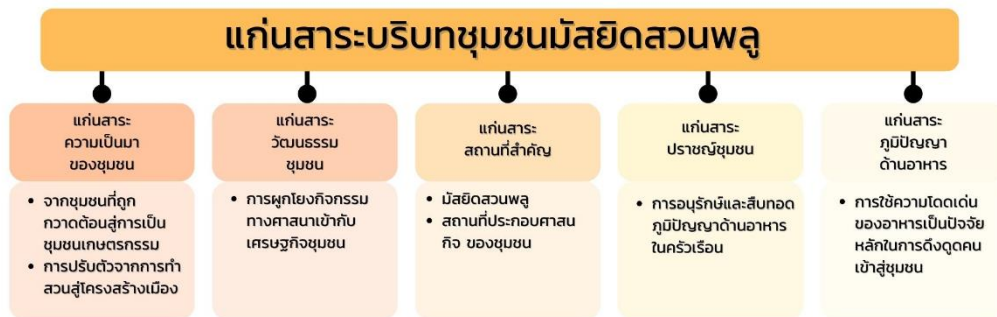 แก่นสาระบริบทชุมชนมัสยิดสวนพลู
แก่นสาระ
ความเป็นมา
ของชุมชน
• จากชุมชนที่ถูก
กวาดต้อนสู่การเป็น
ชุมชนเกษตรกรรม
• การปรับตัวจากการทำ
สวนสู่โครงสร้างเมือง
แก่นสาระ
วัฒนธรรม
ชุมชน
• การผูกโยงกิจกรรม
ทางศาสนาเข้ากับ
เศรษฐกิจชุมชน
แก่นสาระ
สถานที่สำคัญ
• มัสยิดสวนพลู
• สถานที่ประกอบศาสน
กิจ ของชุมชน
แก่นสาระ
ปราชญ์ชุมชน
• การอนุรักษ์และสืบทอด
ภูมิปัญญาด้านอาหาร
ในครัวเรือน
แก่นสาระ
ภูมิปัญญา
ด้านอาหาร
• การใช้ความโดดเด่น
ของอาหารเป็นปัจจัย
หลักในการดึงดูดคน
เข้าสู่ชุมชน